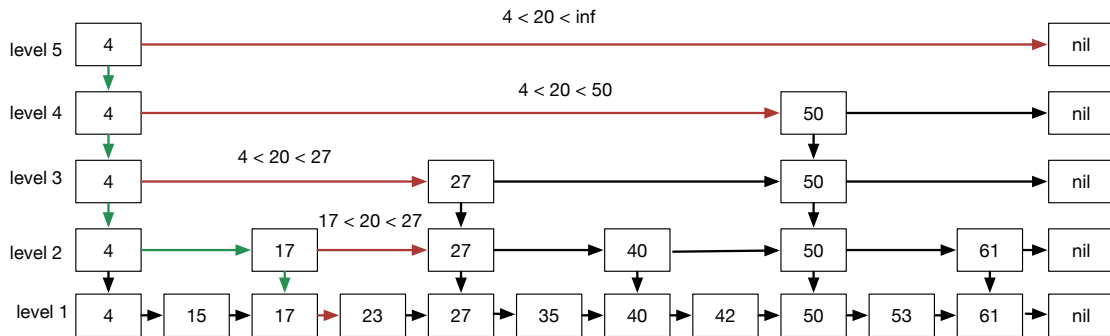 4 < 20 < inf
level 5 4 nil
4 < 20 < 50
level 4 4 50 nil
4 < 20 < 27
level 3 4 27 50 nil
17 < 20 < 27
level 2 4 17 27 40 50 61 nil
level 1 4 15 17 23 27 35 40 42 50 53 61 nil